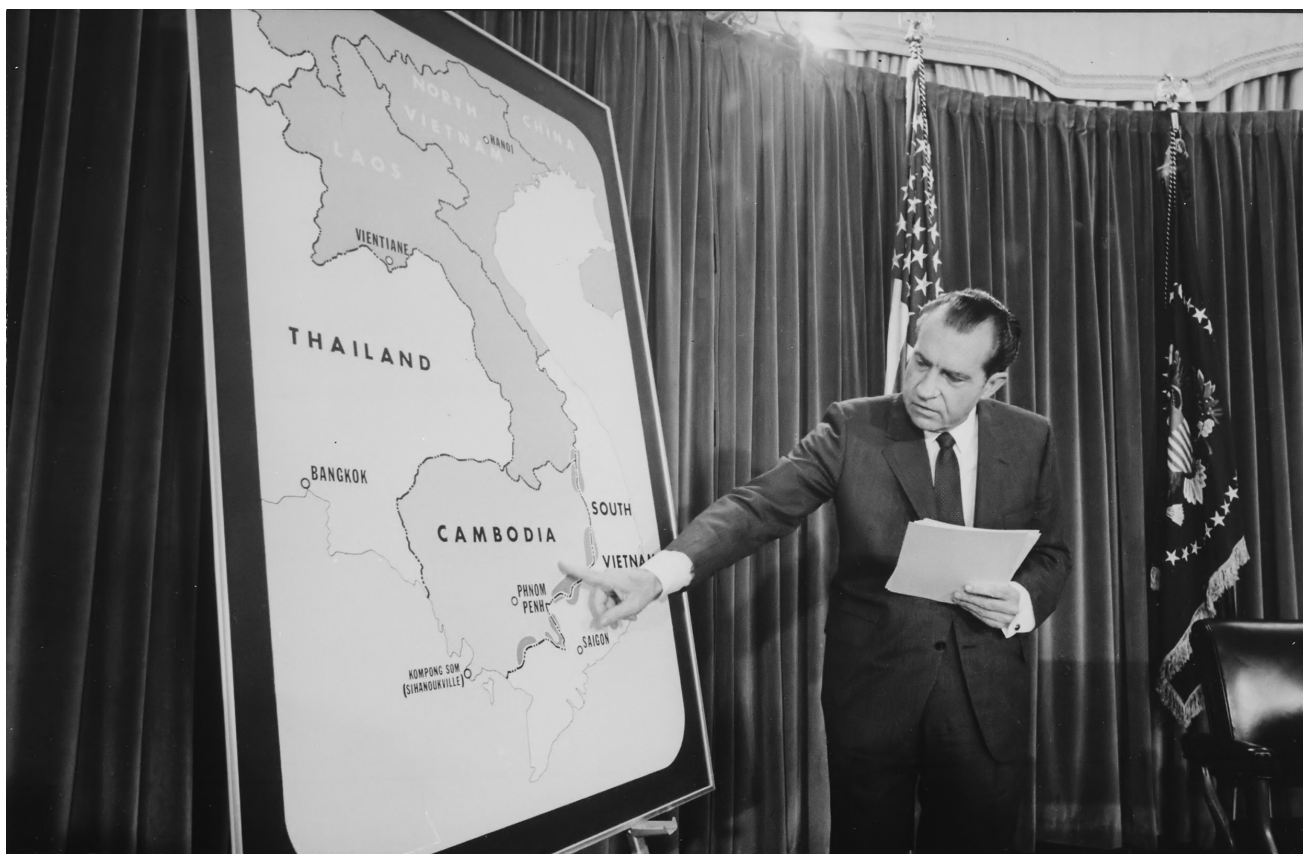 NORTH
VIETNAM
CHINA
HANOI
LAOS
VIENTIANE
THAILAND
BANGKOK
SOUTH
VIETNAM
CAMBODIA
PHNOM
PENH
SAIGON
KOMPONG SOM
(SIHANOUKVILLE)